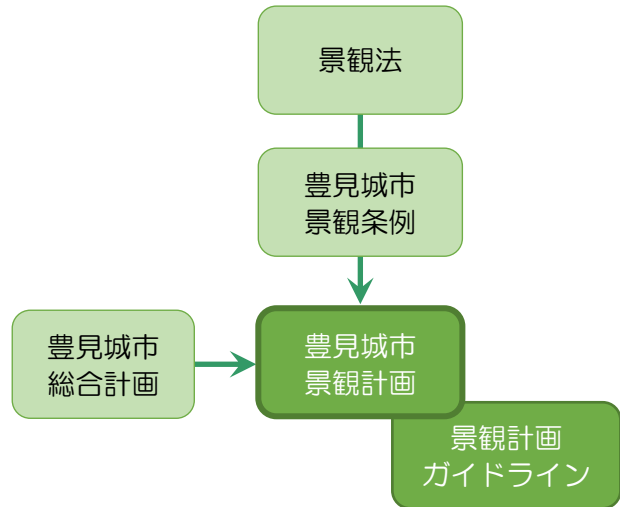 景観法
豊見城市
景観条例
豊見城市
総合計画
豊見城市
景観計画
景観計画
ガイドライン